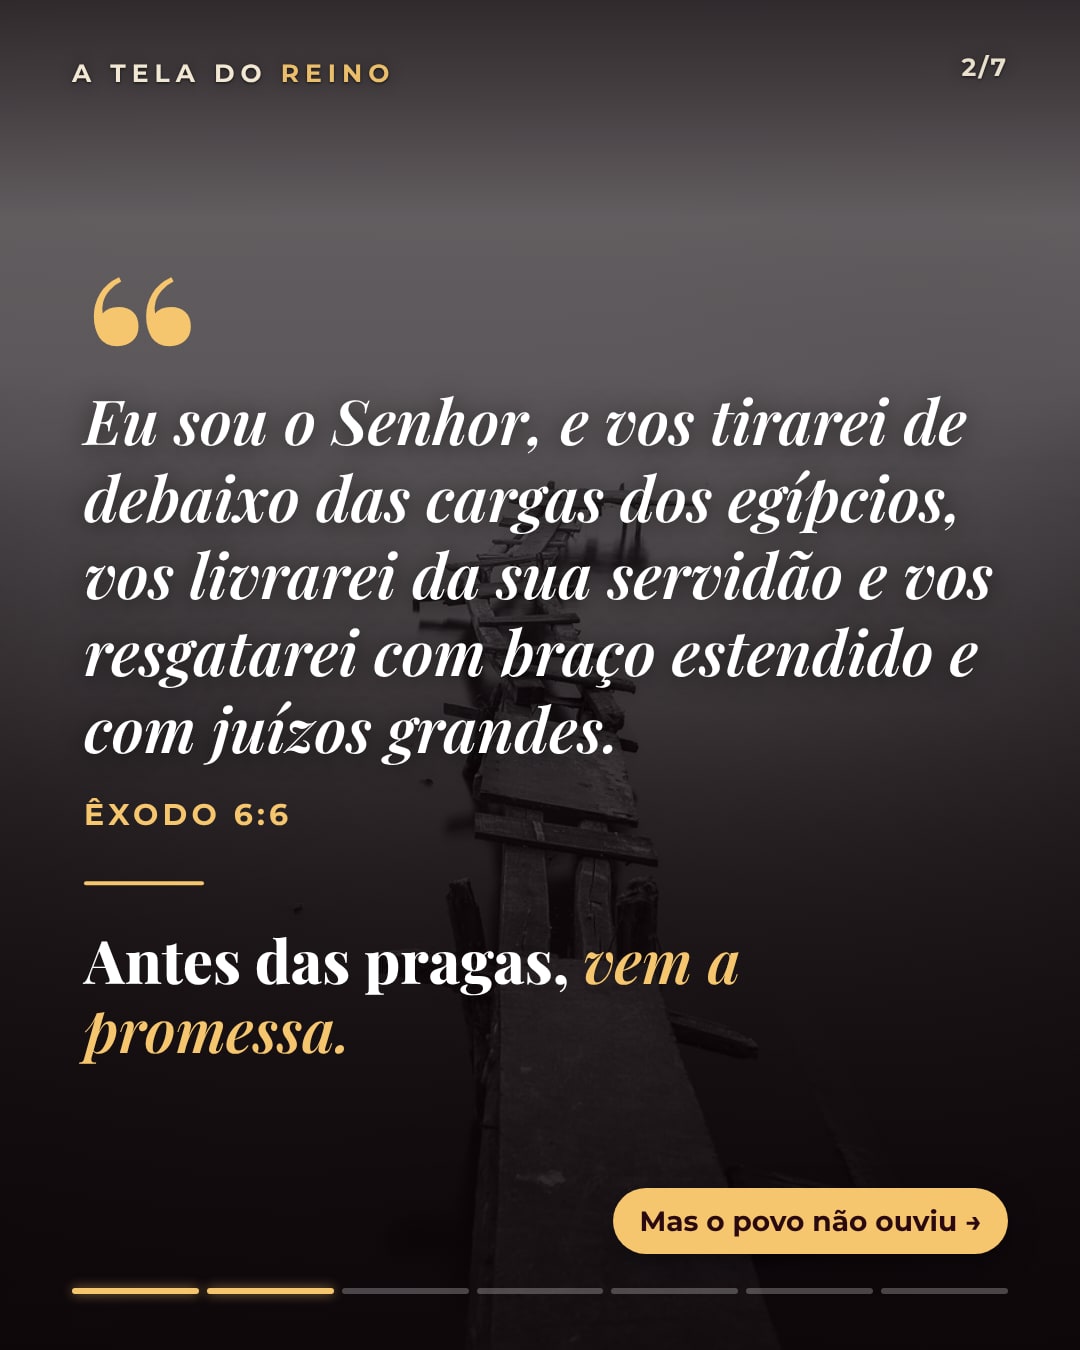 A TELA DO REINO
2/7
“
Eu sou o Senhor, e vos tirarei de
debaixo das cargas dos egípcios,
vos livrarei da sua servidão e vos
resgatarei com braço estendido e
com juízos grandes.
ÊXODO 6:6
Antes das pragas, vem a
promessa.
Mas o povo não ouviu →